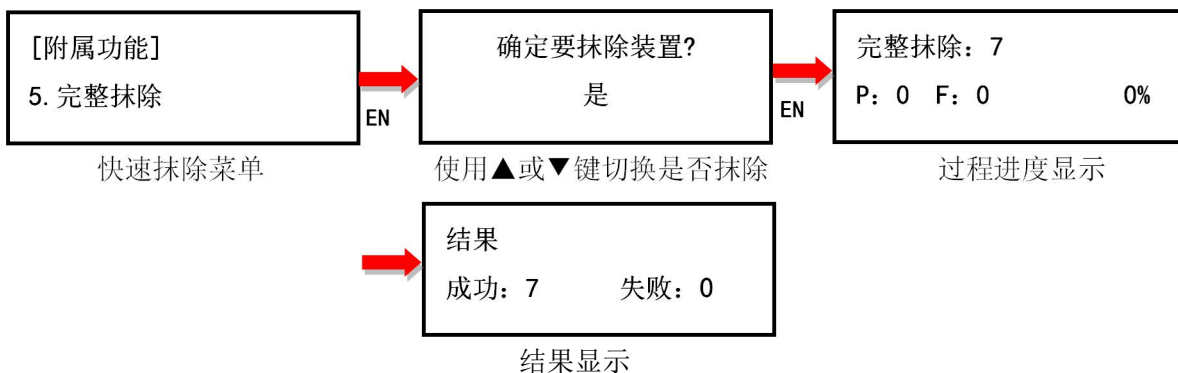 [附属功能]
5.完整抹除
EN
确定要抹除装置?
是
EN
完整抹除：7
P：0 F：0 0%
快速抹除菜单
使用▲或▼键切换是否抹除
过程进度显示
结果
成功：7 失败：0
结果显示